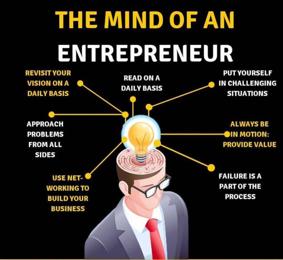 THE MIND OF AN
ENTREPRENEUR
REVISIT YOUR
VISION ON A
DAILY BASIS
READ ON A
DAILY BASIS
PUT YOURSELF
IN CHALLENGING
SITUATIONS
APPROACH
PROBLEMS
FROM ALL
SIDES
ALWAYS BE
IN MOTION:
PROVIDE VALUE
USE NET-
WORKING TO
BUILD YOUR
BUSINESS
FAILURE IS A
PART OF THE
PROCESS